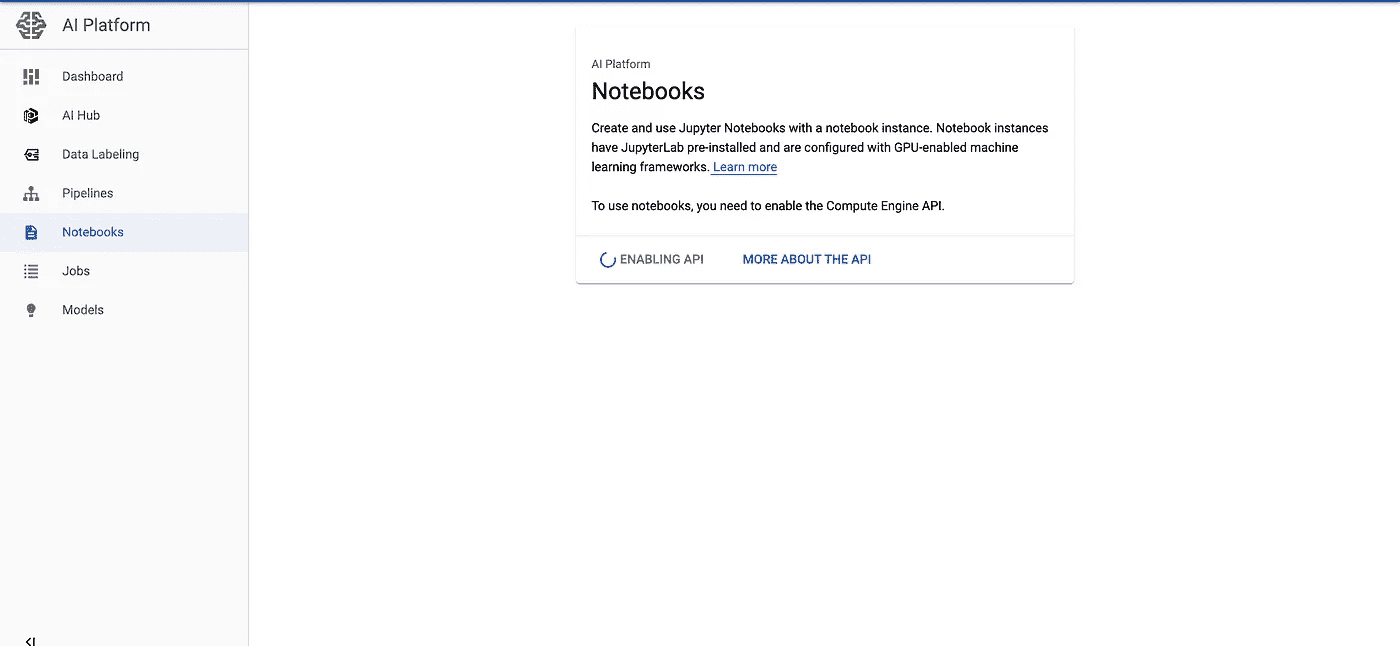 AI Platform
Dashboard
AI Hub
Data Labeling
Pipelines
Notebooks
Jobs
Models
AI Platform
Notebooks
Create and use Jupyter Notebooks with a notebook instance. Notebook instances
have JupyterLab pre-installed and are configured with GPU-enabled machine
learning frameworks. Learn more
To use notebooks, you need to enable the Compute Engine API.
ENABLING API MORE ABOUT THE API